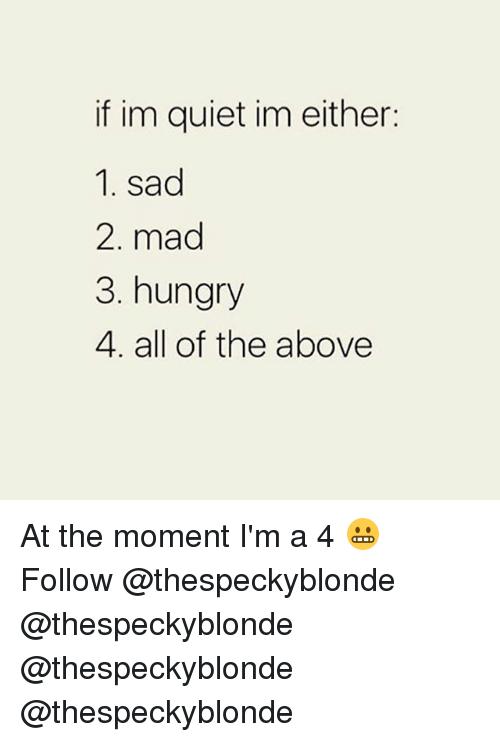 if im quiet im either:
1. sad
2. mad
3. hungry
4. all of the above
At the moment I'm a 4 😬
Follow @thespeckyblonde
@thespeckyblonde
@thespeckyblonde
@thespeckyblonde